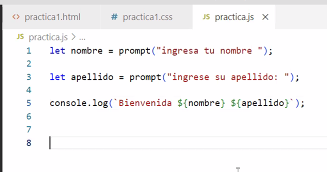 practica1.html
practica1.css
JS practica.js
JS practica.js > ...
1 let nombre = prompt("ingresa tu nombre ");
2
3 let apellido = prompt("ingrese su apellido: ");
4
5 console.log(`Bienvenida ${nombre} ${apellido}`);
6
7
8